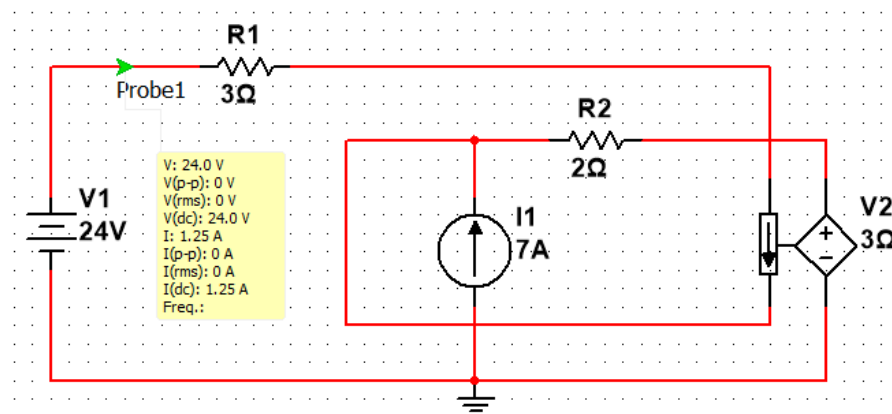 R1
3Ω
Probe1
R2
2Ω
V: 24.0 V
V(p-p): 0 V
V(rms): 0 V
V(dc): 24.0 V
I: 1.25 A
I(p-p): 0 A
I(rms): 0 A
I(dc): 1.25 A
Freq.:
V1
24V
I1
7A
V2
3Ω
+
−